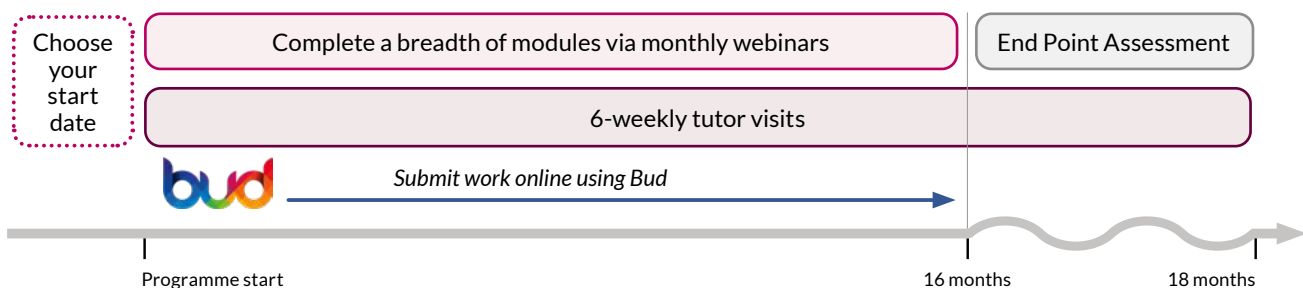 Choose
your
start
date
Complete a breadth of modules via monthly webinars
End Point Assessment
6-weekly tutor visits
bud
Submit work online using Bud
Programme start
16 months
18 months